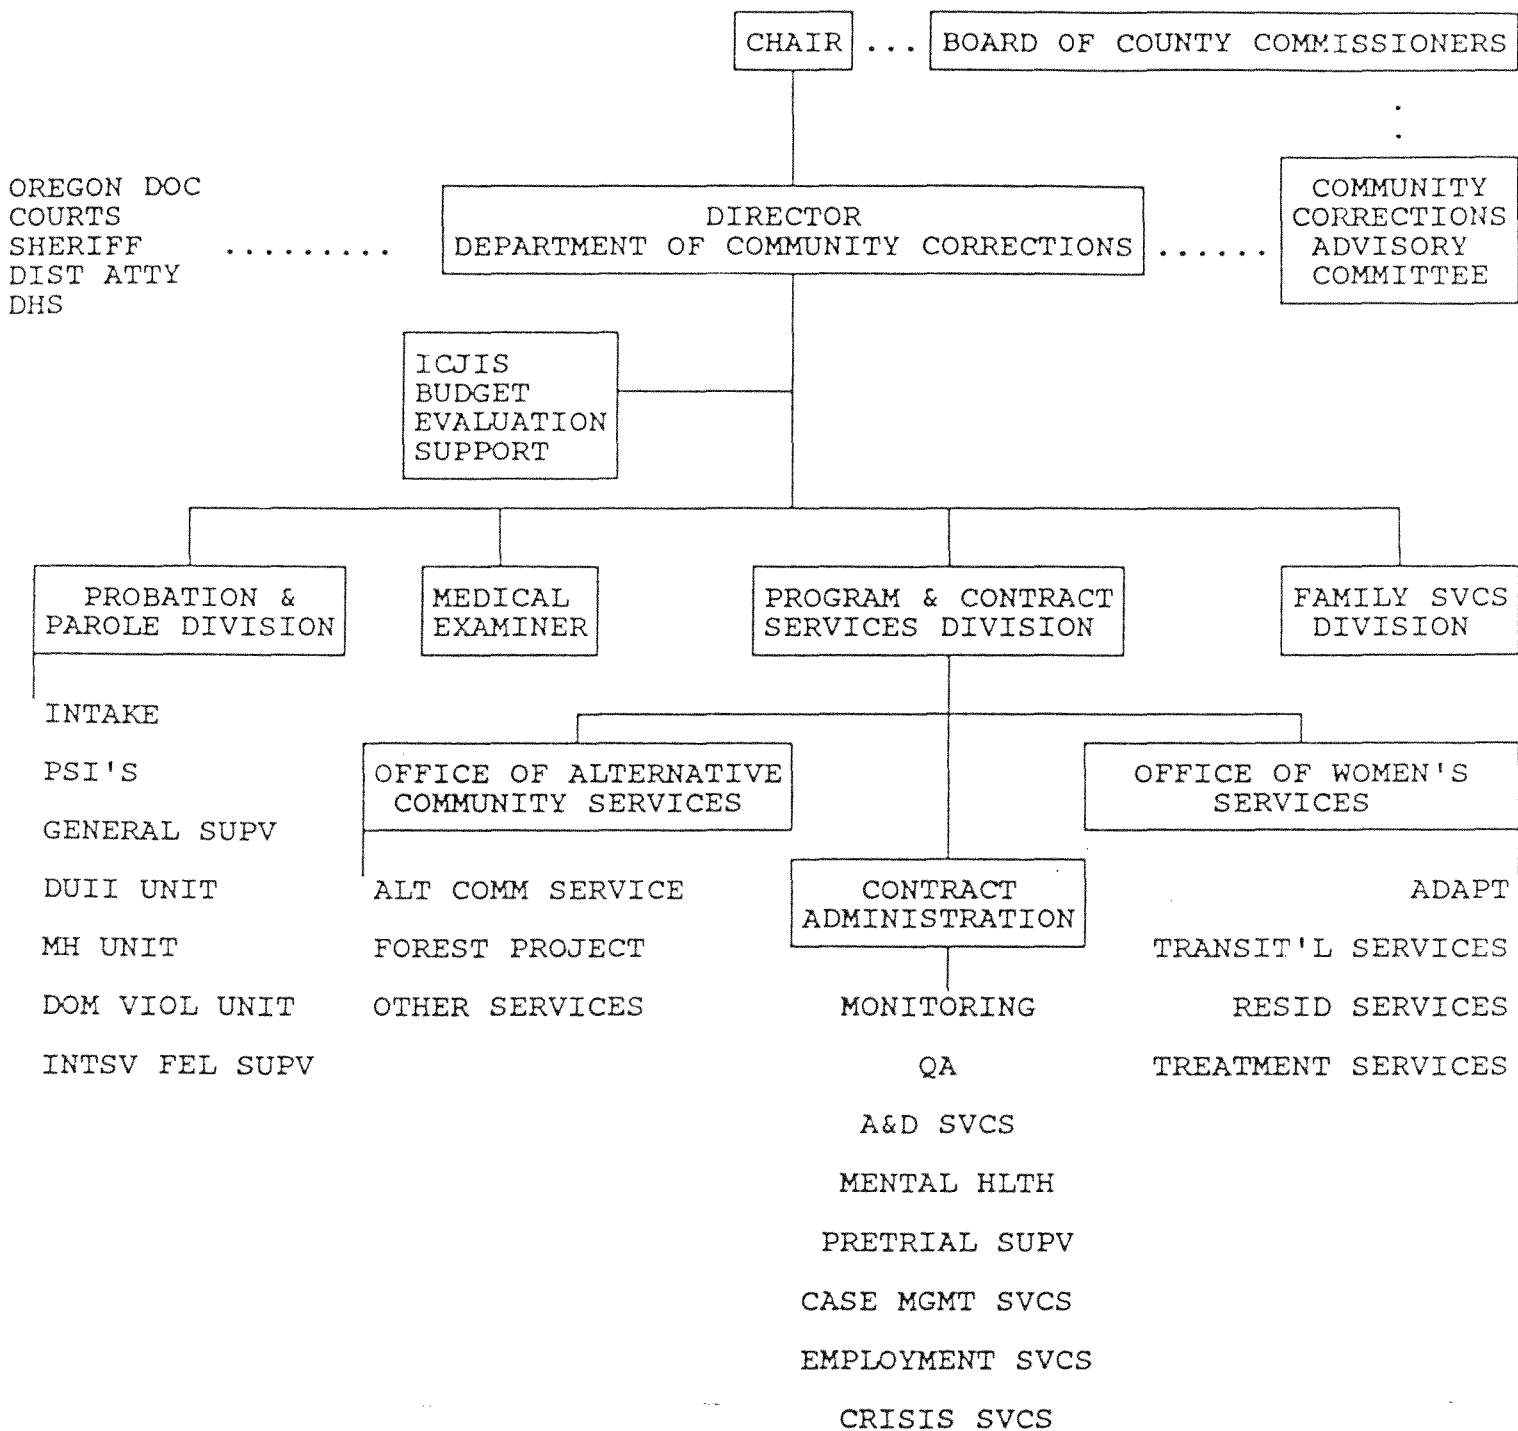 CHAIR ... BOARD OF COUNTY COMMISSIONERS
.
.
OREGON DOC
COURTS
SHERIFF .........
DIST ATTY
DHS
DIRECTOR
DEPARTMENT OF COMMUNITY CORRECTIONS ......
COMMUNITY
CORRECTIONS
ADVISORY
COMMITTEE
ICJIS
BUDGET
EVALUATION
SUPPORT
PROBATION &
PAROLE DIVISION
MEDICAL
EXAMINER
PROGRAM & CONTRACT
SERVICES DIVISION
FAMILY SVCS
DIVISION
INTAKE
PSI'S
GENERAL SUPV
DUII UNIT
MH UNIT
DOM VIOL UNIT
INTSV FEL SUPV
OFFICE OF ALTERNATIVE
COMMUNITY SERVICES
ALT COMM SERVICE
FOREST PROJECT
OTHER SERVICES
CONTRACT
ADMINISTRATION
MONITORING
QA
A&D SVCS
MENTAL HLTH
PRETRIAL SUPV
CASE MGMT SVCS
EMPLOYMENT SVCS
CRISIS SVCS
OFFICE OF WOMEN'S
SERVICES
ADAPT
TRANSIT'L SERVICES
RESID SERVICES
TREATMENT SERVICES